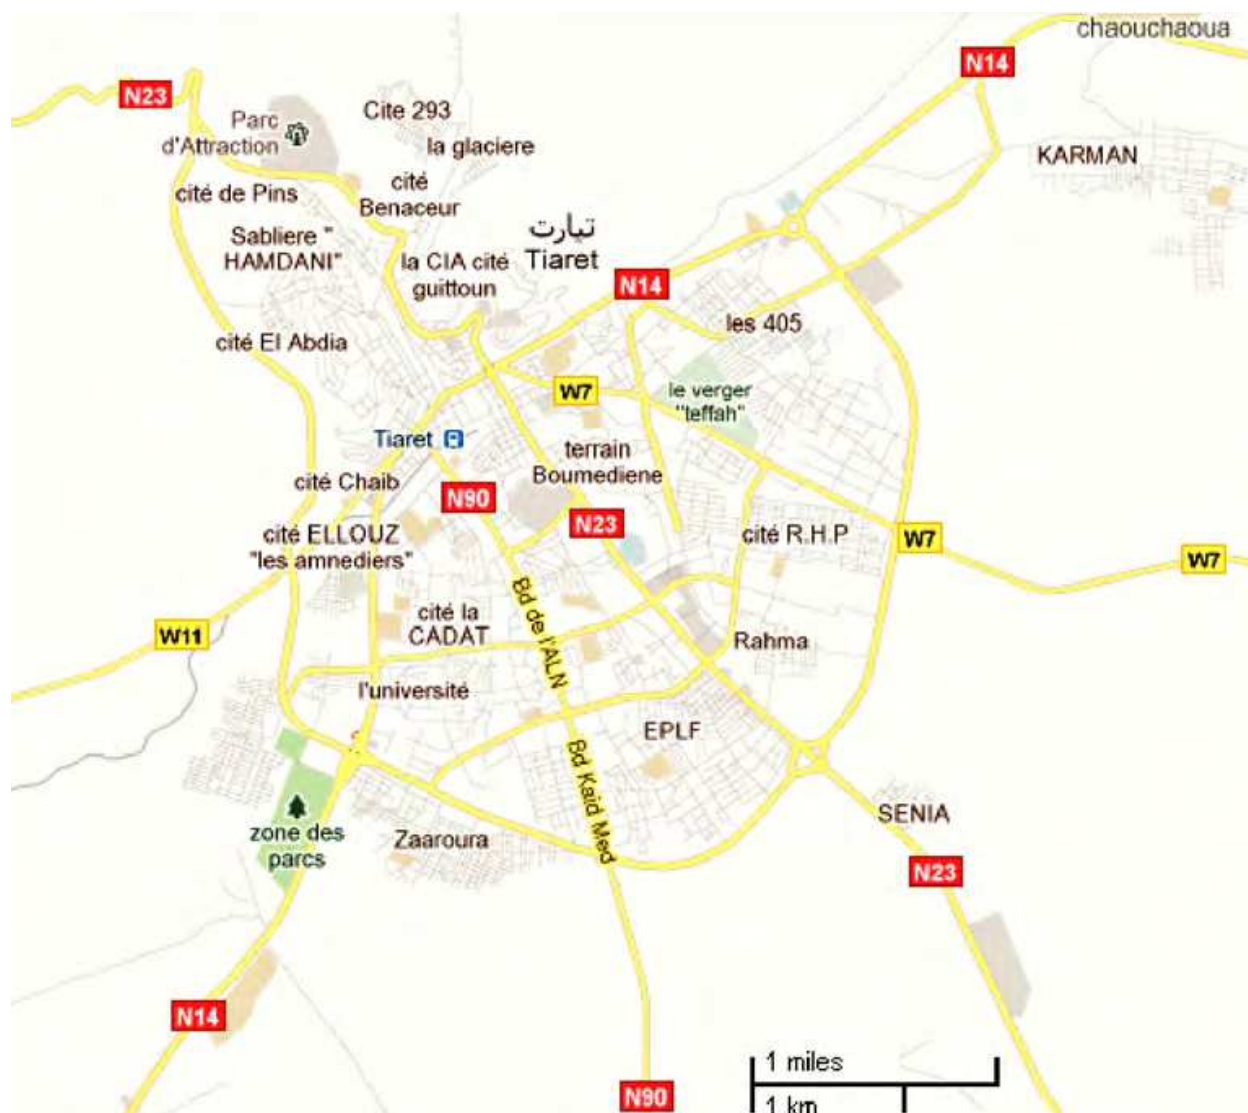 chaouchaoua
N14
N23
Parc
d'Attraction
Cite 293
la glaciere
KARMAN
cité de Pins
cité
Benaceur
Sabliere "
HAMDANI"
تيارت
Tiaret
la CIA cité
guittoun
N14
les 405
cité El Abdia
W7
le verger
"teffah"
Tiaret
terrain
Boumediene
cité Chaib
N90
N23
cité ELLOUZ
"les amnediers"
cité R.H.P
W7
W7
W11
cité la
CADAT
Bd de l'ALN
Rahma
l'université
EPLF
Bd Kaid Med
SENIA
zone des
parcs
Zaaroura
N23
N14
N90
1 miles
1 km